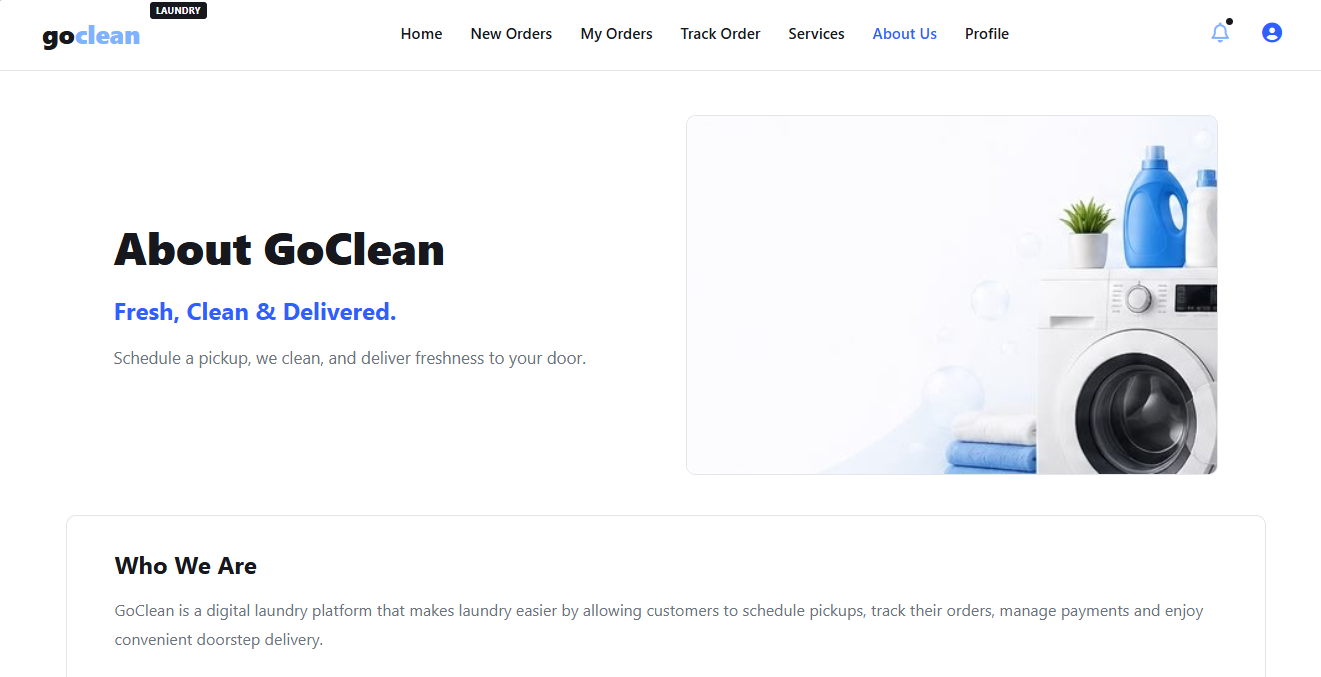 LAUNDRY
goclean
Home New Orders My Orders Track Order Services About Us Profile
About GoClean
Fresh, Clean & Delivered.
Schedule a pickup, we clean, and deliver freshness to your door.
Who We Are
GoClean is a digital laundry platform that makes laundry easier by allowing customers to schedule pickups, track their orders, manage payments and enjoy
convenient doorstep delivery.